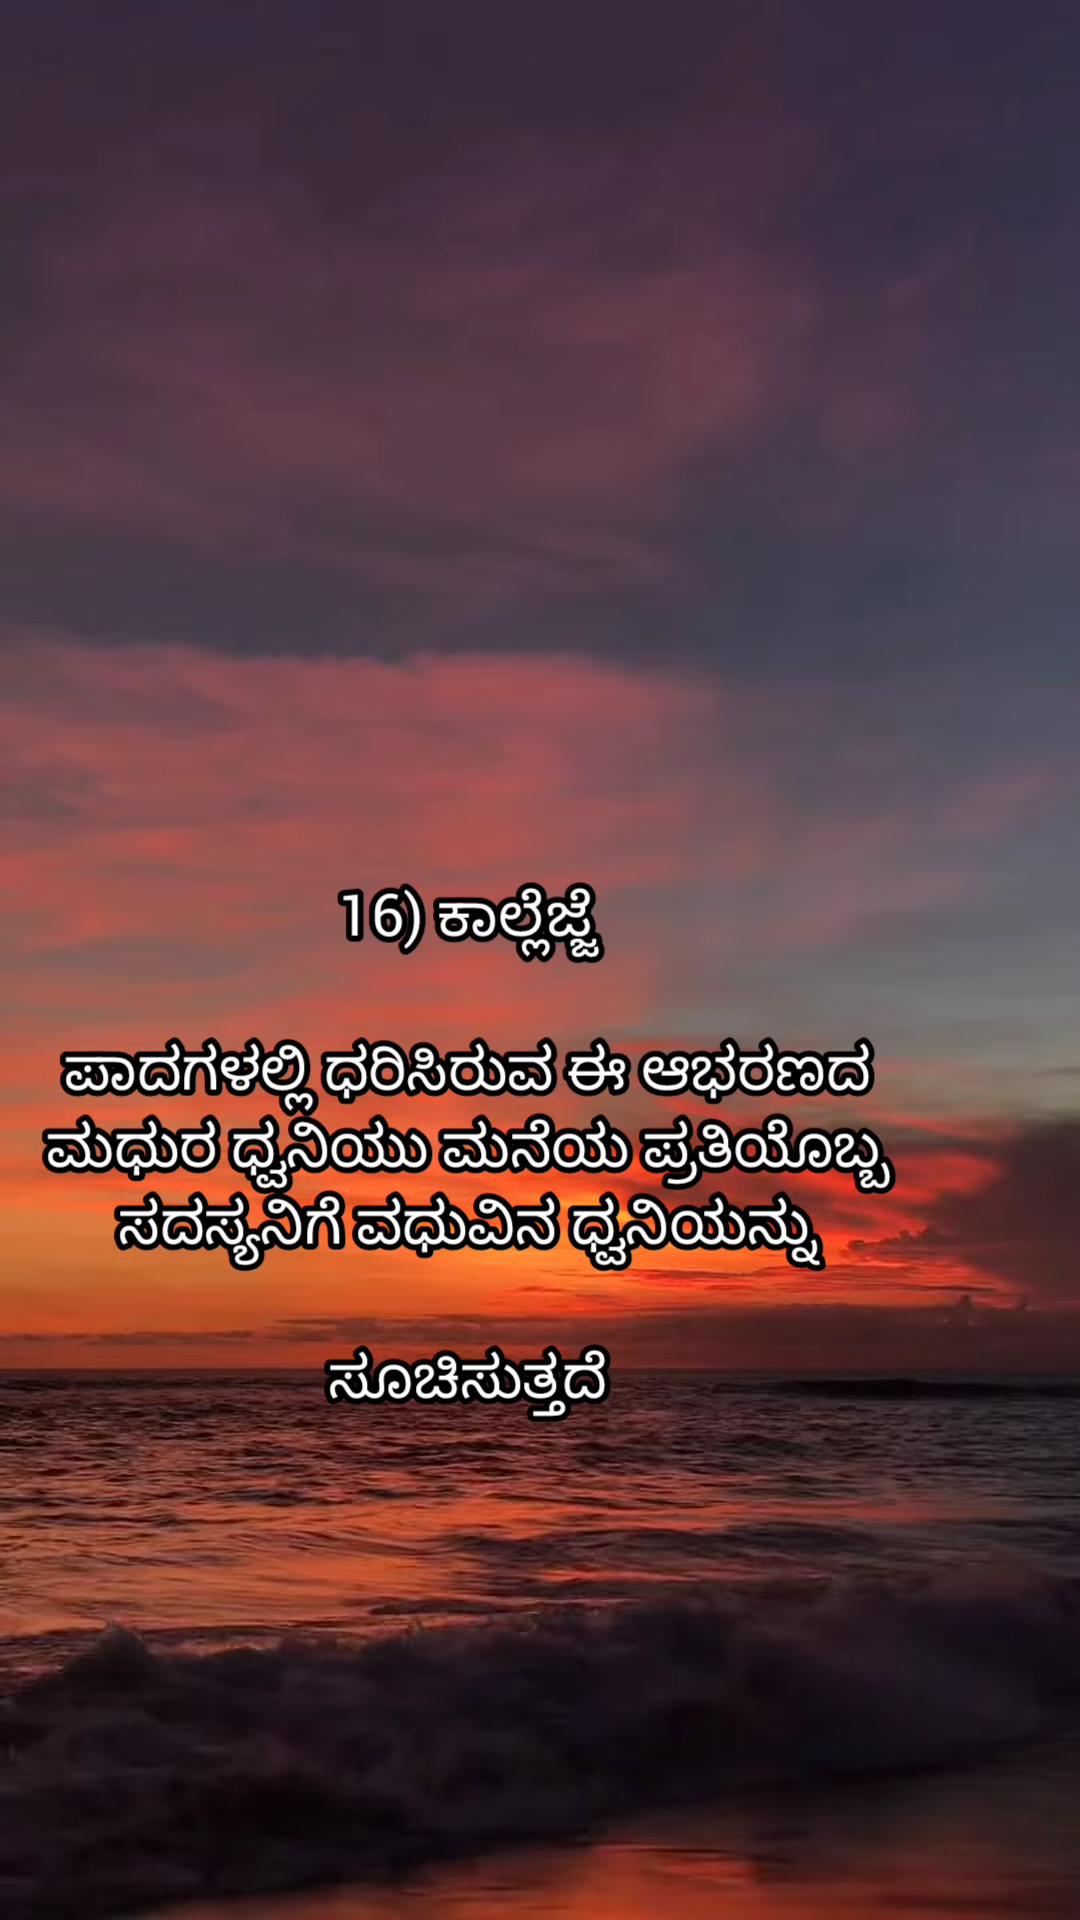 16) ಕಾಲ್ಗೆಜ್ಜೆ
ಪಾದಗಳಲ್ಲಿ ಧರಿಸಿರುವ ಈ ಆಭರಣದ
ಮಧುರ ಧ್ವನಿಯು ಮನೆಯ ಪ್ರತಿಯೊಬ್ಬ
ಸದಸ್ಯನಿಗೆ ವಧುವಿನ ಧ್ವನಿಯನ್ನು
ಸೂಚಿಸುತ್ತದೆ